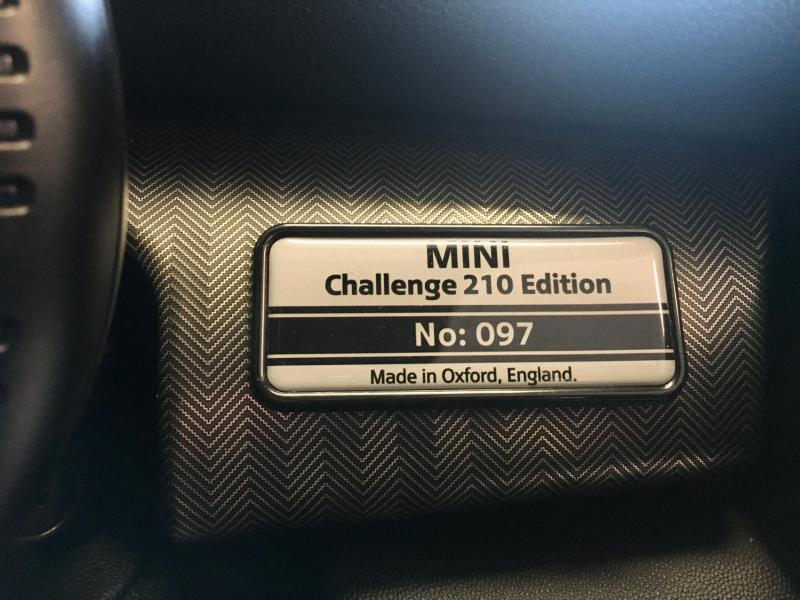 MINI
Challenge 210 Edition
No: 097
Made in Oxford, England.